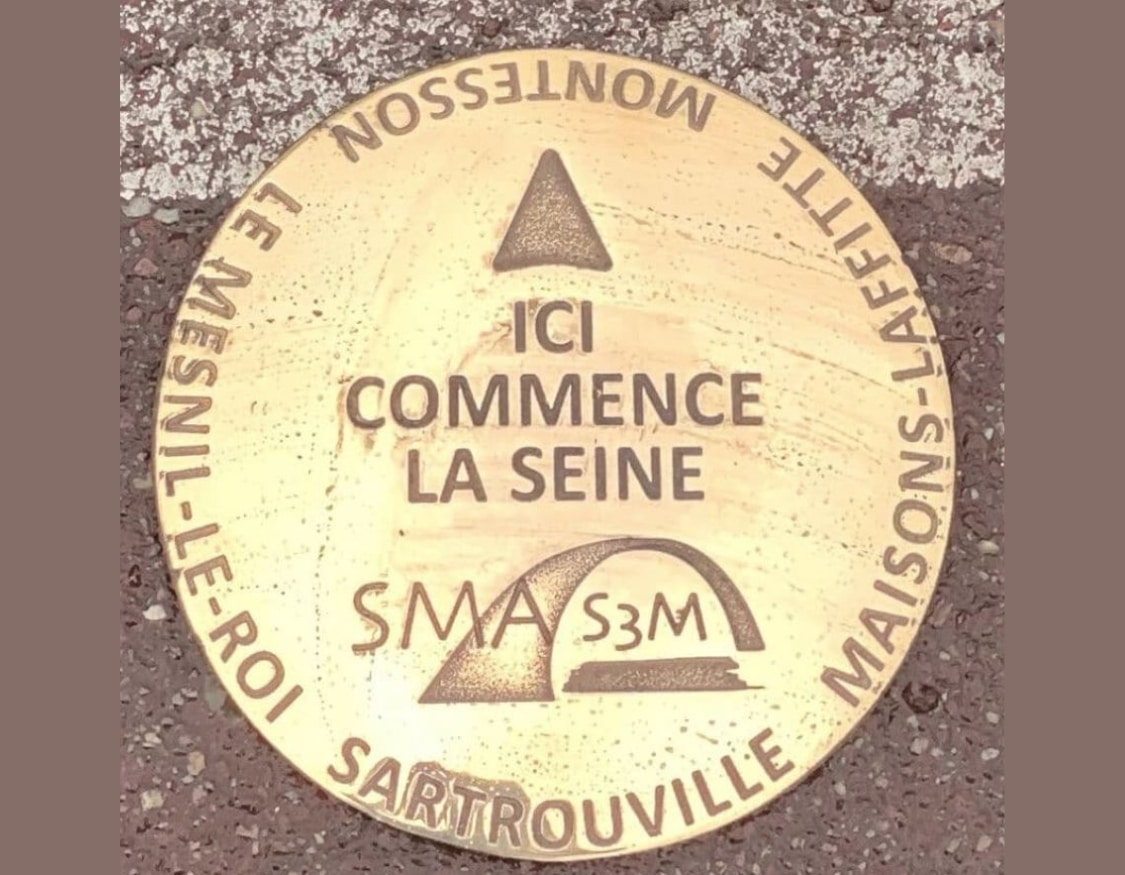 ICI
COMMENCE
LA SEINE
SMA S3M
MONTESSON
LE MESNIL-LE-ROI
SARTROUVILLE
MAISONS-LAFFITTE